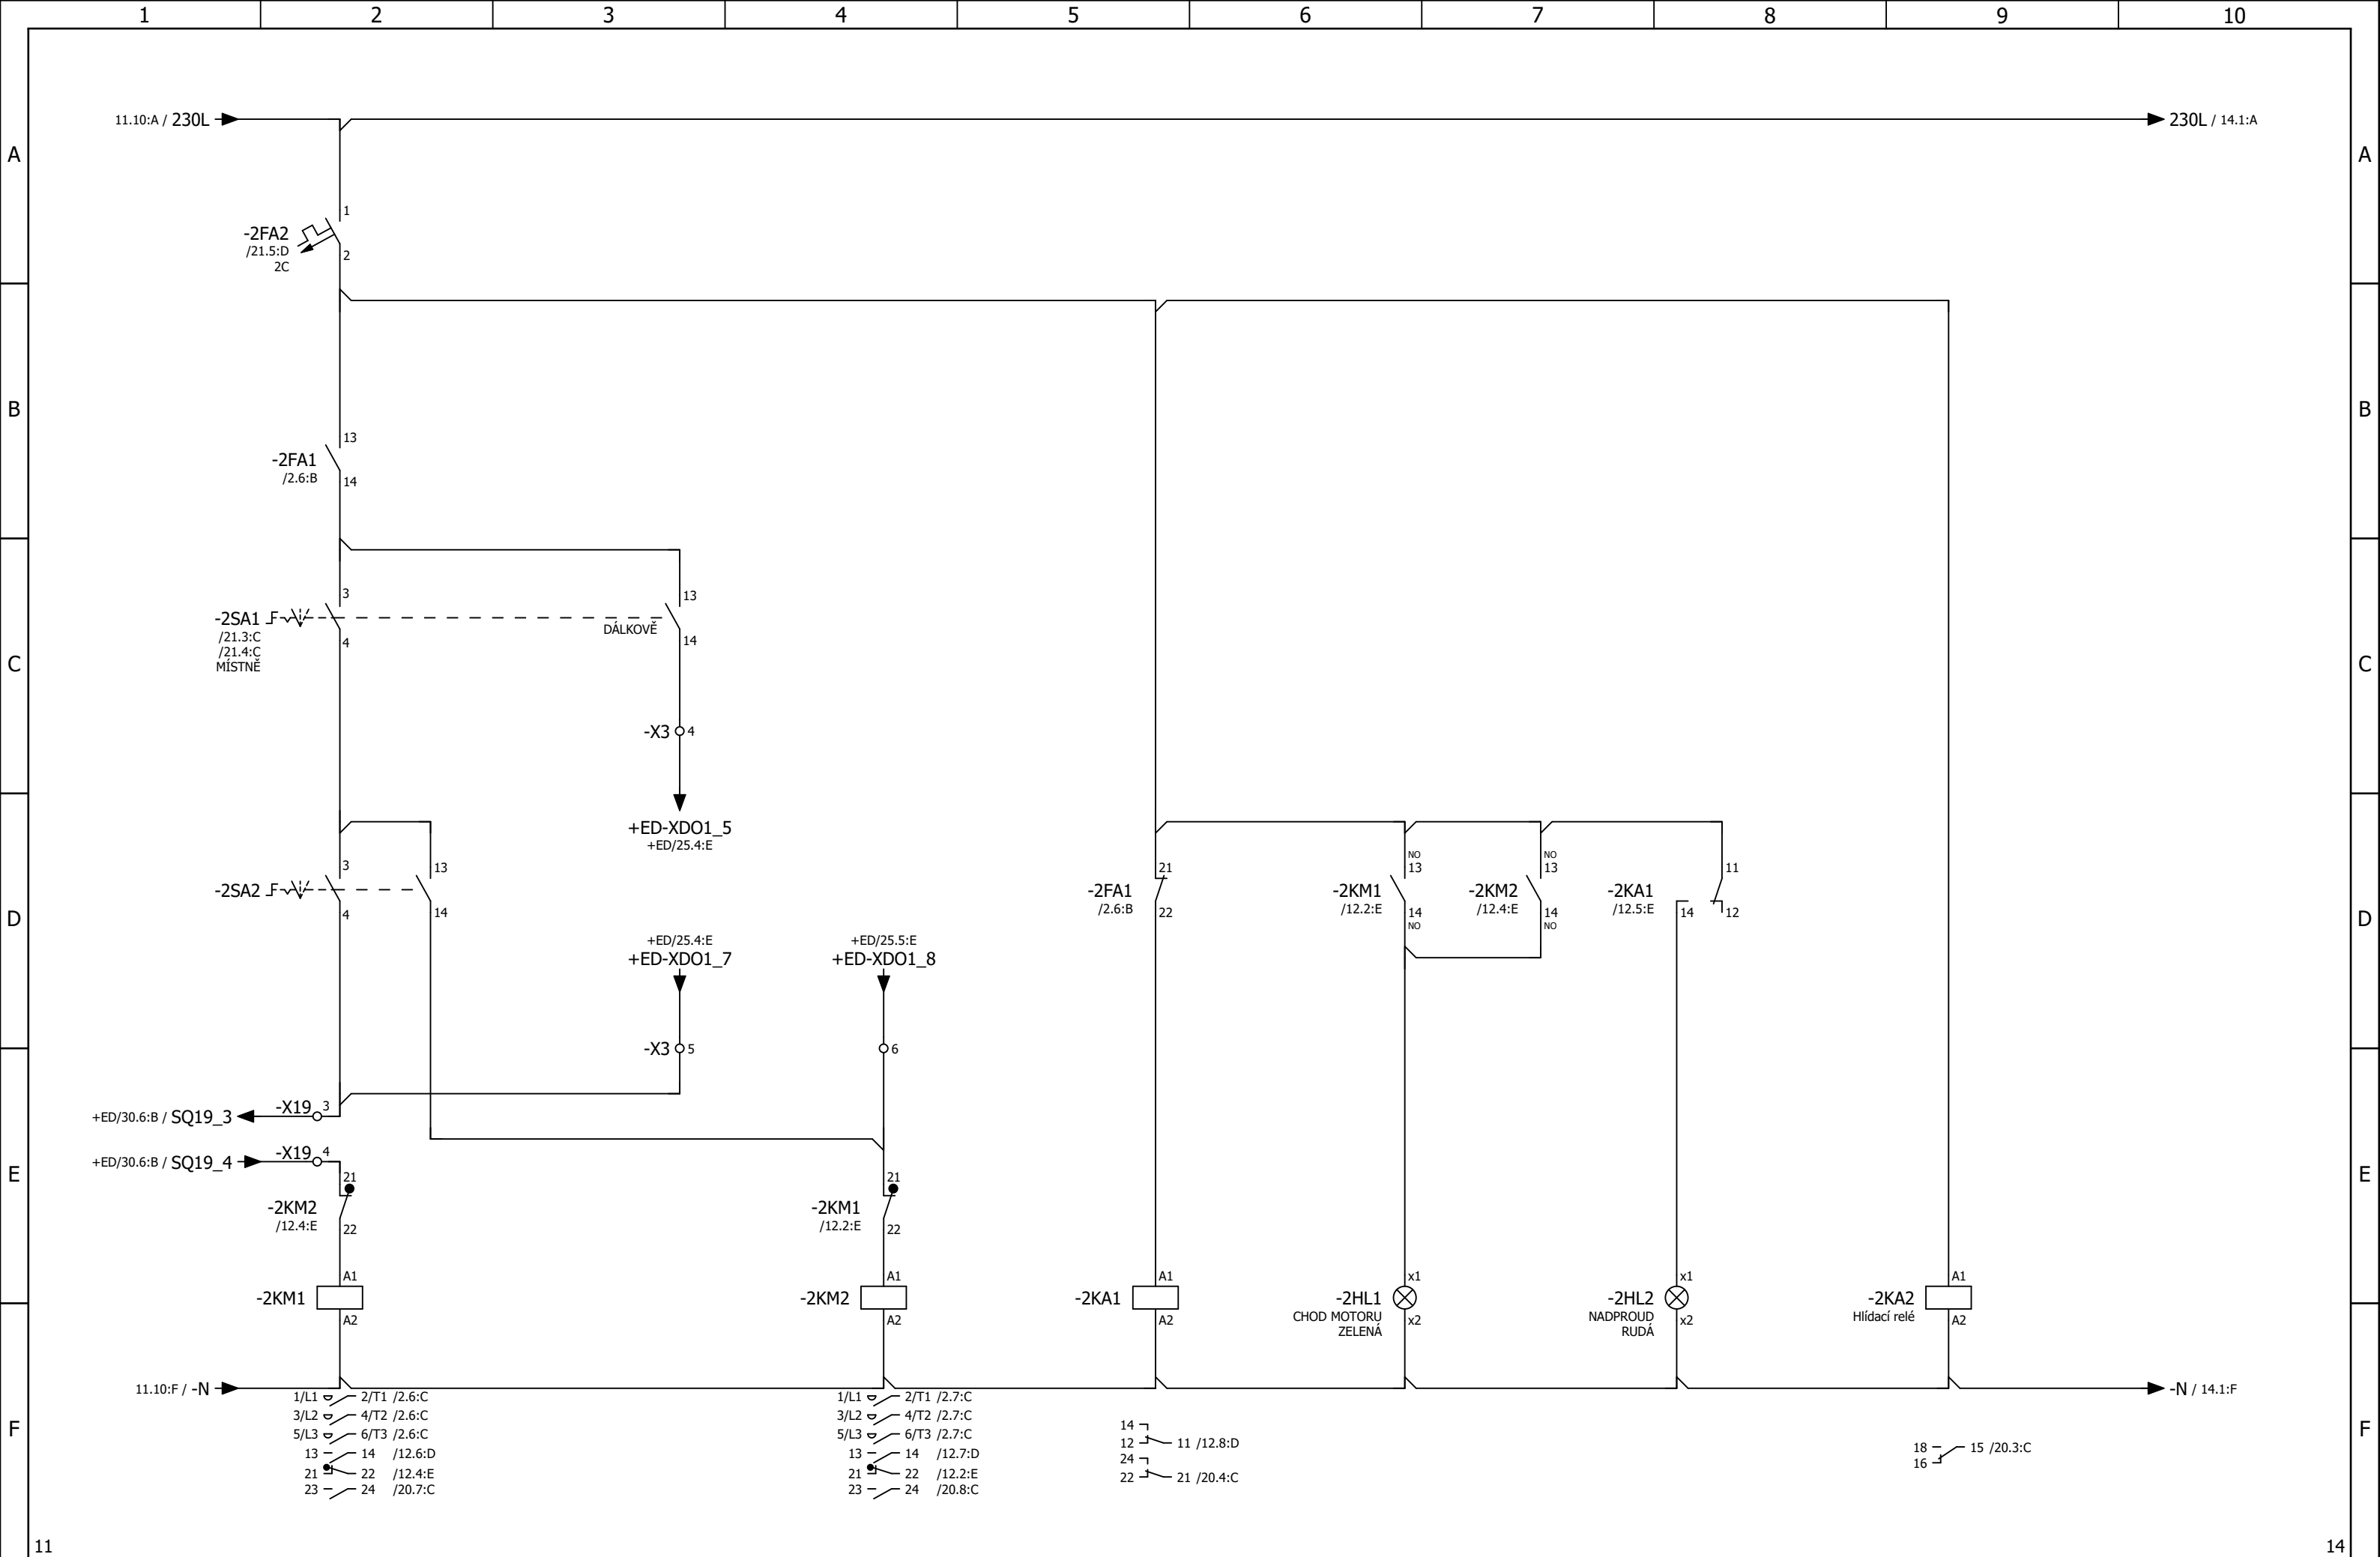 1 2 3 4 5 6 7 8 9 10
11.10:A / 230L
230L / 14.1:A
A
A
1
-2FA2
/21.5:D
2
2C
B
B
13
-2FA1
/2.6:B
14
3
13
-2SA1
DÁLKOVĚ
/21.3:C
4
14
/21.4:C
MÍSTNĚ
C
C
-X3 4
+ED-XDO1_5
+ED/25.4:E
3
13
-2SA2
4
14
21
-2FA1
/2.6:B
22
NO
13
-2KM1
/12.2:E
14
NO
NO
13
-2KM2
/12.4:E
14
NO
11
-2KA1
/12.5:E
14
12
D
D
+ED/25.4:E
+ED-XDO1_7
+ED/25.5:E
+ED-XDO1_8
-X3 5
6
+ED/30.6:B / SQ19_3
-X19 3
+ED/30.6:B / SQ19_4
-X19 4
E
E
21
-2KM2
/12.4:E
22
21
-2KM1
/12.2:E
22
A1
-2KM1
A2
A1
-2KM2
A2
A1
-2KA1
A2
x1
-2HL1
CHOD MOTORU
x2
ZELENÁ
x1
-2HL2
NADPROUD
x2
RUDÁ
A1
-2KA2
Hlídací relé
A2
11.10:F / -N
-N / 14.1:F
F
F
1/L1 2/T1 /2.6:C
3/L2 4/T2 /2.6:C
5/L3 6/T3 /2.6:C
13 14 /12.6:D
21 22 /12.4:E
23 24 /20.7:C
1/L1 2/T1 /2.7:C
3/L2 4/T2 /2.7:C
5/L3 6/T3 /2.7:C
13 14 /12.7:D
21 22 /12.2:E
23 24 /20.8:C
14
12 11 /12.8:D
24
22 21 /20.4:C
18 15 /20.3:C
16
11
14